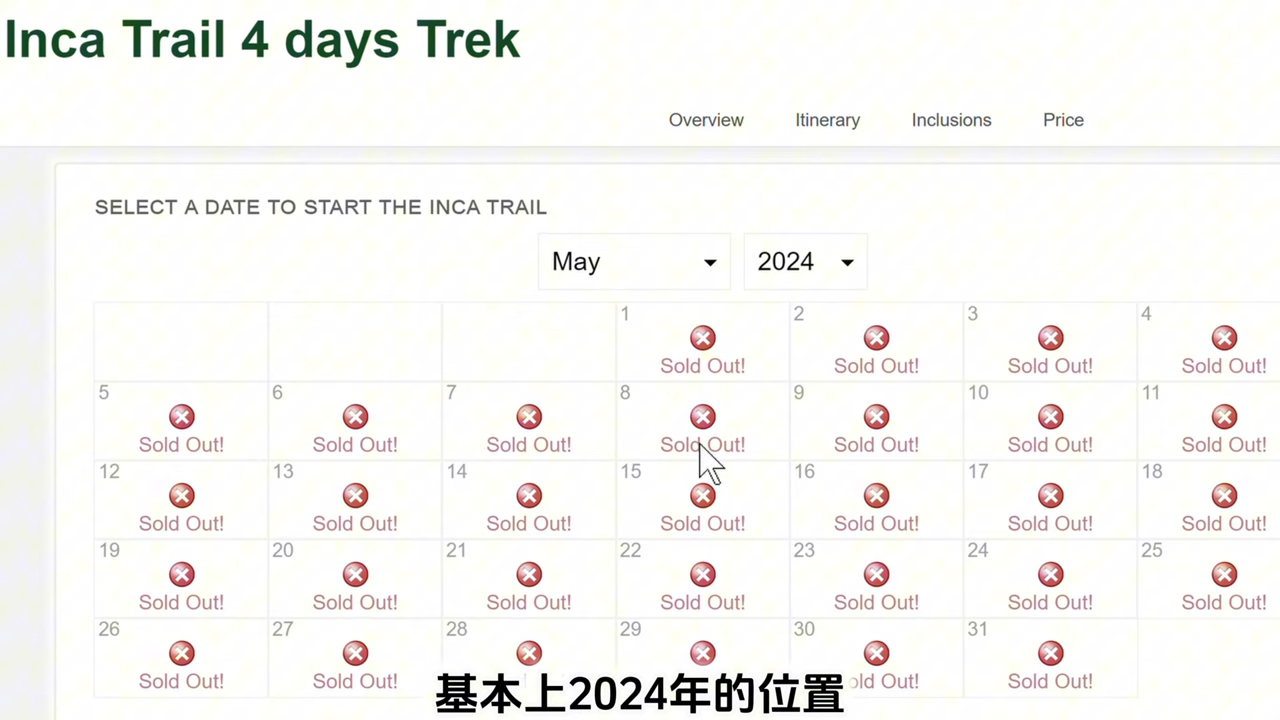 Inca Trail 4 days Trek
Overview Itinerary Inclusions Price
SELECT A DATE TO START THE INCA TRAIL
May 2024
1 2 3 4
Sold Out! Sold Out! Sold Out! Sold Out!
5 6 7 8 9 10 11
Sold Out! Sold Out! Sold Out! Sold Out! Sold Out! Sold Out! Sold Out!
12 13 14 15 16 17 18
Sold Out! Sold Out! Sold Out! Sold Out! Sold Out! Sold Out! Sold Out!
19 20 21 22 23 24 25
Sold Out! Sold Out! Sold Out! Sold Out! Sold Out! Sold Out! Sold Out!
26 27 28 29 30 31
Sold Out! Sold Out! Out! Sold Out!
基本上2024年的位置